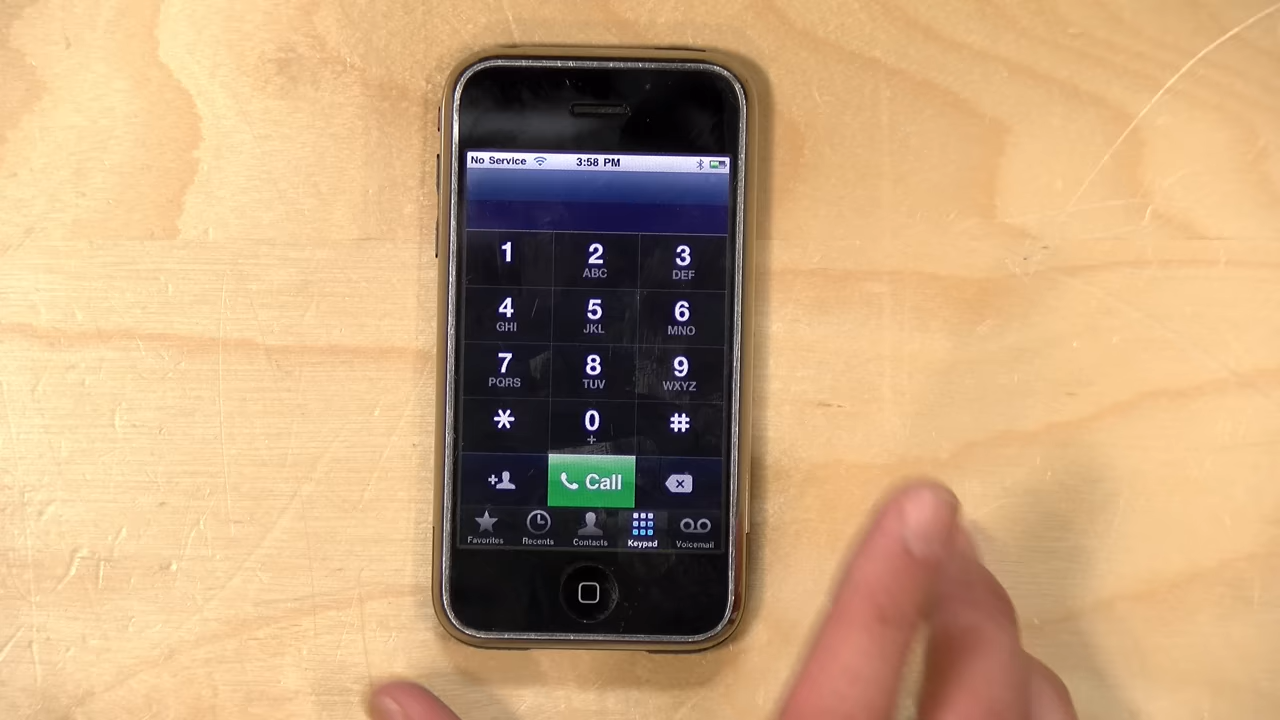 No Service 3:58 PM
1 2 3
ABC DEF
4 5 6
GHI JKL MNO
7 8 9
PQRS TUV WXYZ
* 0 #
+
+ Call
Favorites Recents Contacts Keypad Voicemail